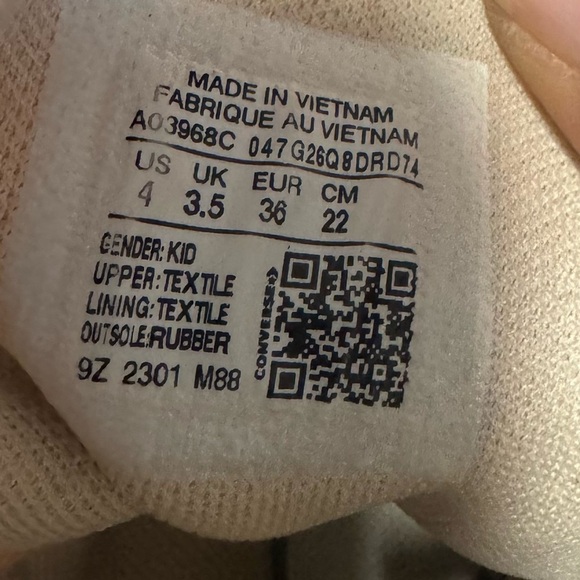 MADE IN VIETNAM
FABRIQUE AU VIETNAM
A03968C 047G26Q8DRD74
US UK EUR CM
4 3.5 36 22
GENDER: KID
UPPER: TEXTILE
LINING: TEXTILE
OUTSOLE: RUBBER
9Z 2301 M88
CONVERSE